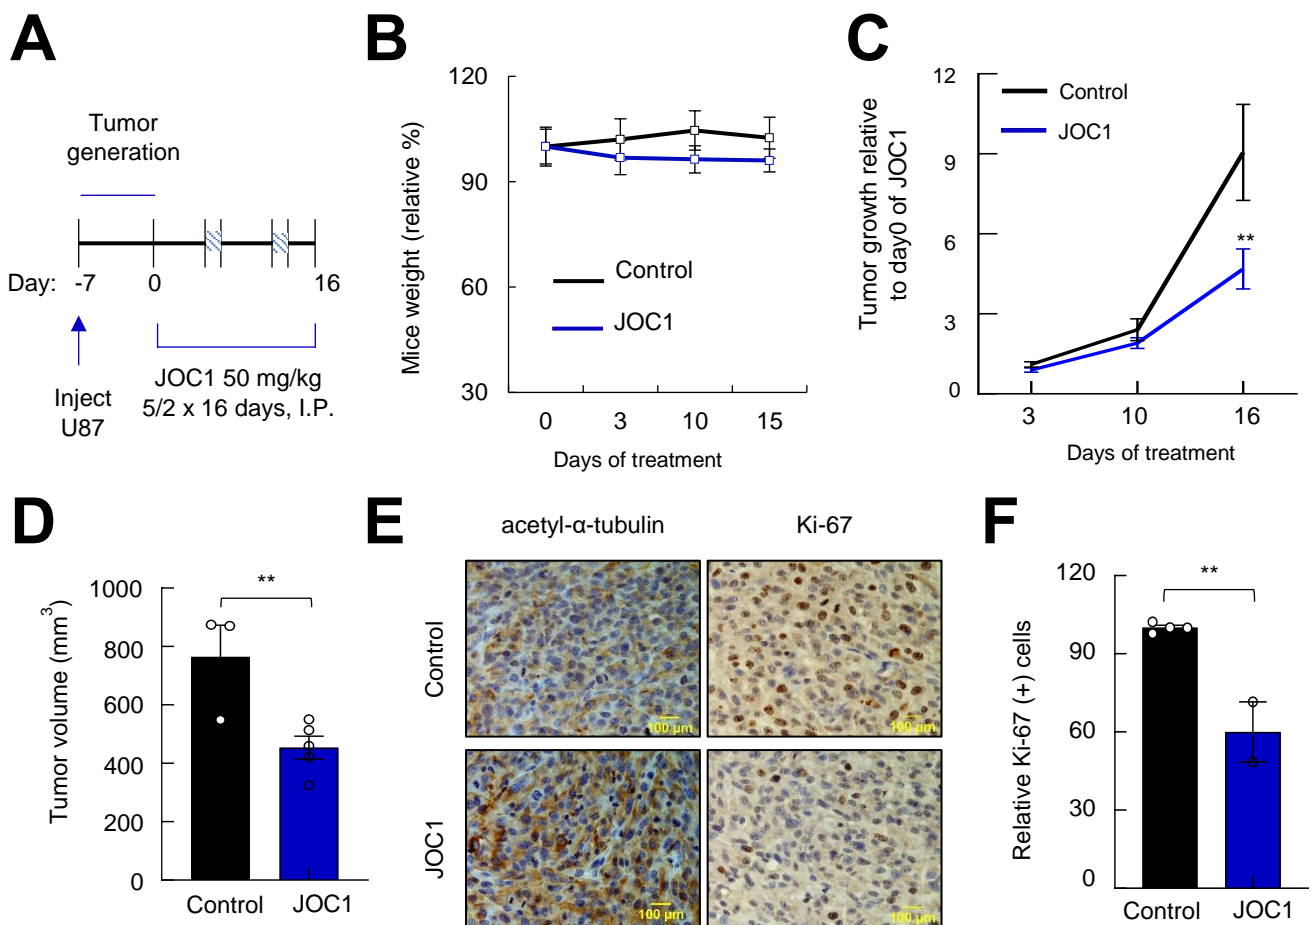 A
Tumor
generation
Day:
-7
0
16
Inject
U87
JOC1 50 mg/kg
5/2 x 16 days, I.P.
B
Mice weight (relative %)
120
90
60
30
Control
JOC1
0
3
10
15
Days of treatment
C
Tumor growth relative
to day0 of JOC1
12
9
6
3
0
Control
JOC1
**
3
10
16
Days of treatment
D
Tumor volume (mm3)
1000
800
600
400
200
0
**
Control
JOC1
E
acetyl-α-tubulin
Ki-67
Control
JOC1
100 µm
100 µm
100 µm
100 µm
F
Relative Ki-67 (+) cells
120
90
60
30
0
**
Control
JOC1